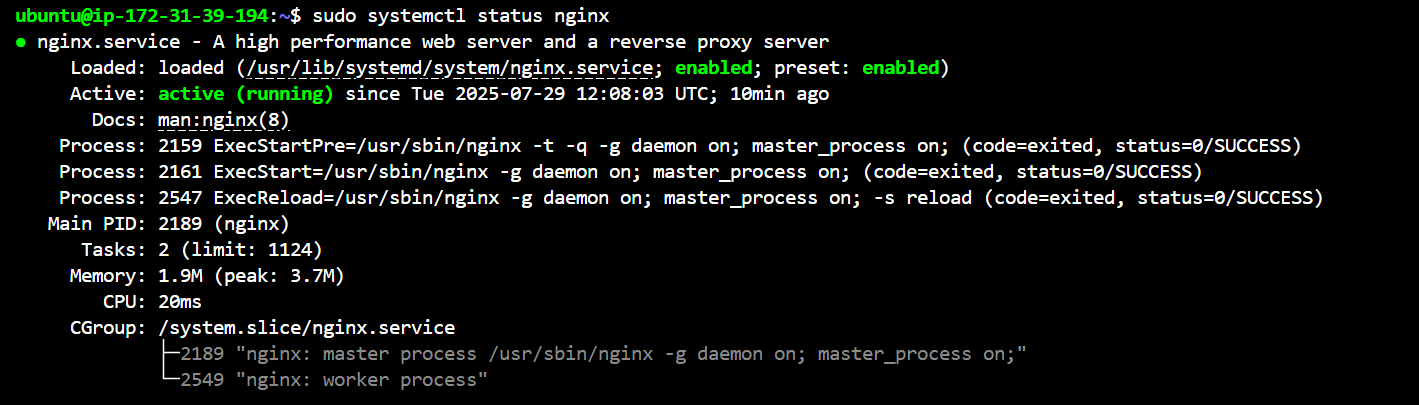 ubuntu@ip-172-31-39-194:~$ sudo systemctl status nginx
● nginx.service - A high performance web server and a reverse proxy server
     Loaded: loaded (/usr/lib/systemd/system/nginx.service; enabled; preset: enabled)
     Active: active (running) since Tue 2025-07-29 12:08:03 UTC; 10min ago
       Docs: man:nginx(8)
    Process: 2159 ExecStartPre=/usr/sbin/nginx -t -q -g daemon on; master_process on; (code=exited, status=0/SUCCESS)
    Process: 2161 ExecStart=/usr/sbin/nginx -g daemon on; master_process on; (code=exited, status=0/SUCCESS)
    Process: 2547 ExecReload=/usr/sbin/nginx -g daemon on; master_process on; -s reload (code=exited, status=0/SUCCESS)
   Main PID: 2189 (nginx)
      Tasks: 2 (limit: 1124)
     Memory: 1.9M (peak: 3.7M)
        CPU: 20ms
     CGroup: /system.slice/nginx.service
             ├─2189 "nginx: master process /usr/sbin/nginx -g daemon on; master_process on;"
             └─2549 "nginx: worker process"